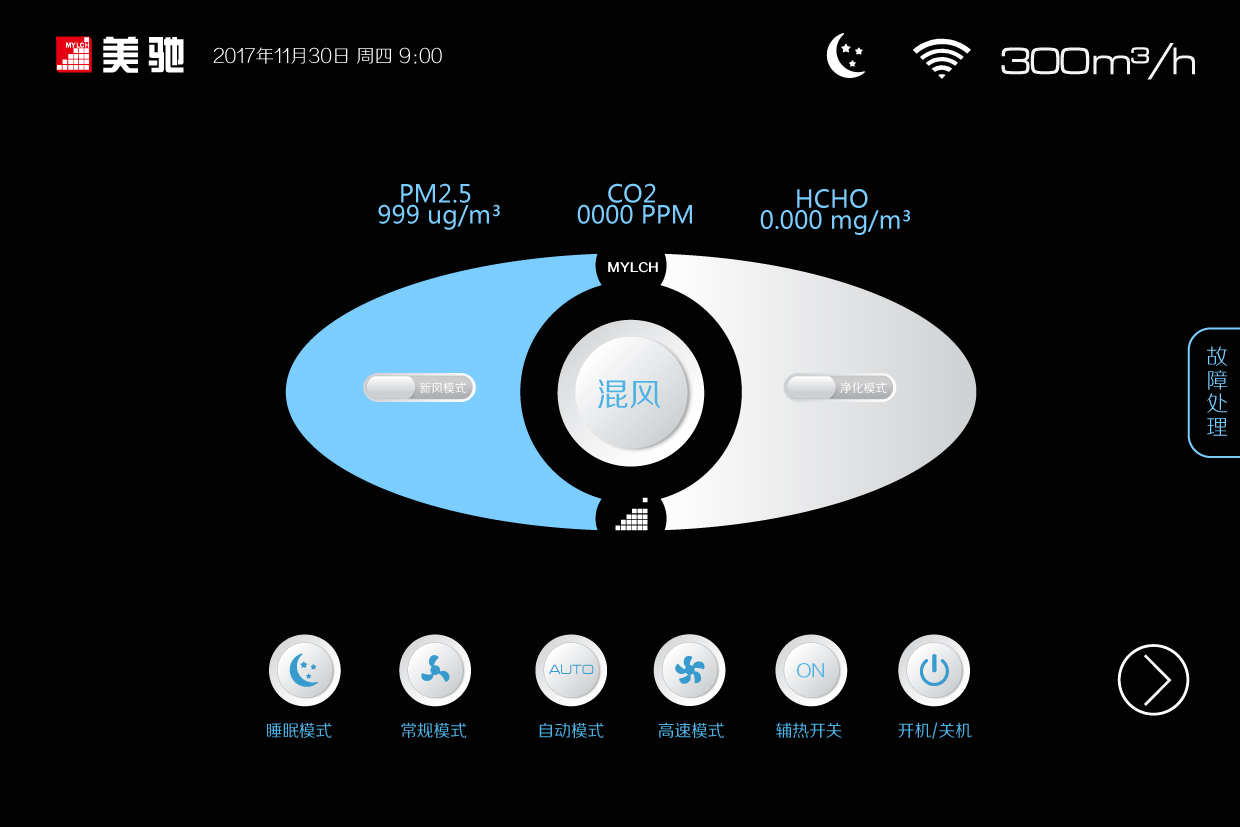 MYLCH
美驰
2017年11月30日 周四 9:00
300m³/h
PM2.5
999 ug/m³
CO2
0000 PPM
HCHO
0.000 mg/m³
MYLCH
新风模式
混风
净化模式
故障处理
AUTO
ON
睡眠模式
常规模式
自动模式
高速模式
辅热开关
开机/关机